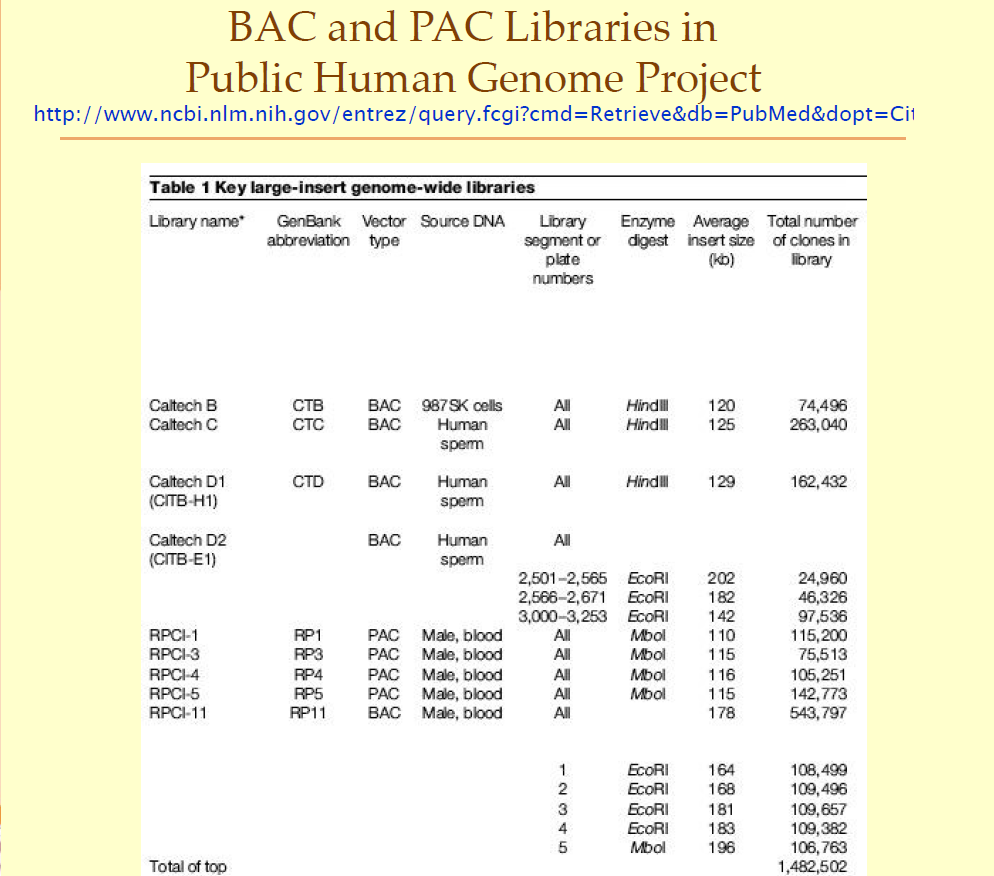 BAC and PAC Libraries in
Public Human Genome Project
http://www.ncbi.nlm.nih.gov/entrez/query.fcgi?cmd=Retrieve&db=PubMed&dopt=Cit
Table 1 Key large-insert genome-wide libraries
Library name* GenBank Vector Source DNA Library Enzyme Average Total number
abbreviation type segment or digest insert size of clones in
plate (kb) library
numbers
Caltech B CTB BAC 987SK cells All HindIII 120 74,496
Caltech C CTC BAC Human All HindIII 125 263,040
sperm
Caltech D1 CTD BAC Human All HindIII 129 162,432
(CITB-H1) sperm
Caltech D2 BAC Human All
(CITB-E1) sperm
2,501–2,565 EcoRI 202 24,960
2,566–2,671 EcoRI 182 46,326
3,000–3,253 EcoRI 142 97,536
RPCI-1 RP1 PAC Male, blood All MboI 110 115,200
RPCI-3 RP3 PAC Male, blood All MboI 115 75,513
RPCI-4 RP4 PAC Male, blood All MboI 116 105,251
RPCI-5 RP5 PAC Male, blood All MboI 115 142,773
RPCI-11 RP11 BAC Male, blood All 178 543,797
1 EcoRI 164 108,499
2 EcoRI 168 109,496
3 EcoRI 181 109,657
4 EcoRI 183 109,382
5 MboI 196 106,763
Total of top 1,482,502